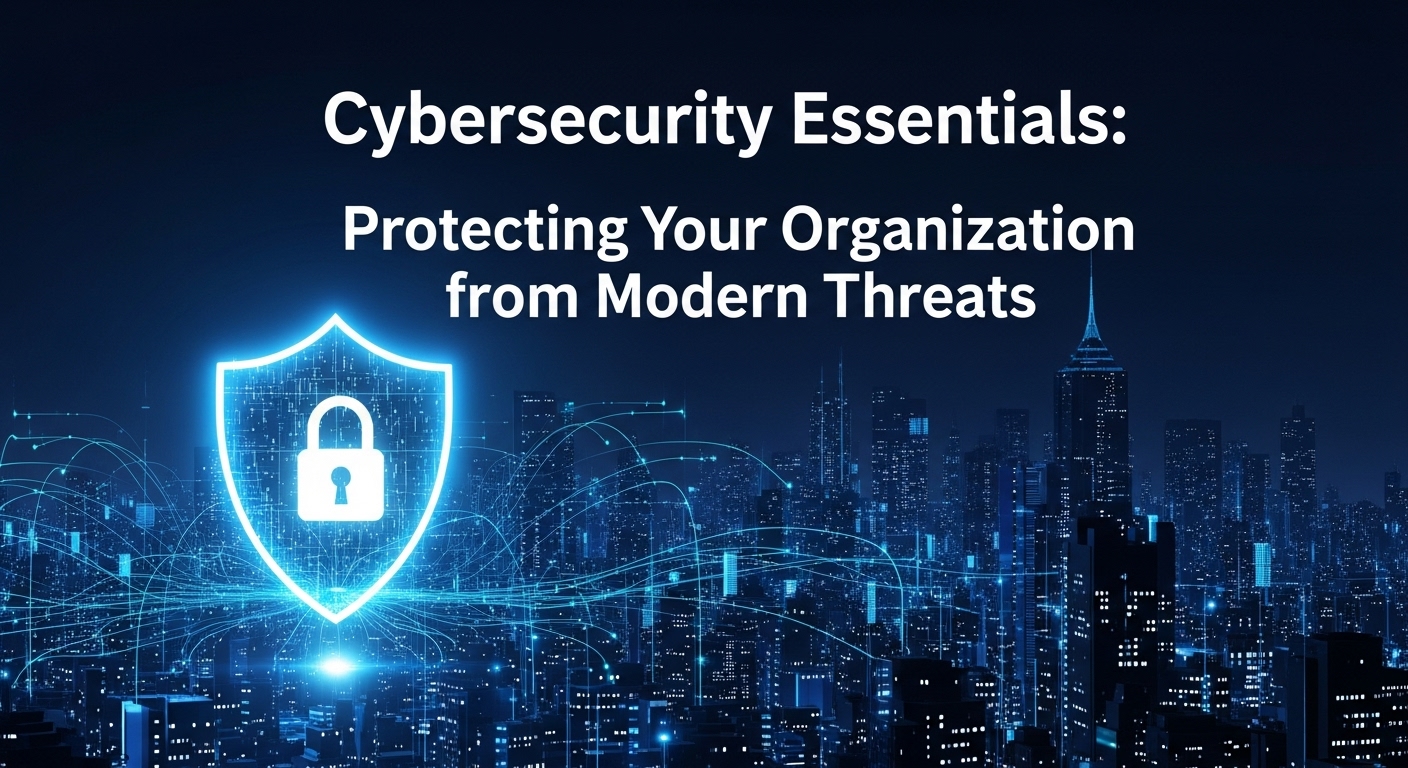 Cybersecurity Essentials:
Protecting Your Organization
from Modern Threats